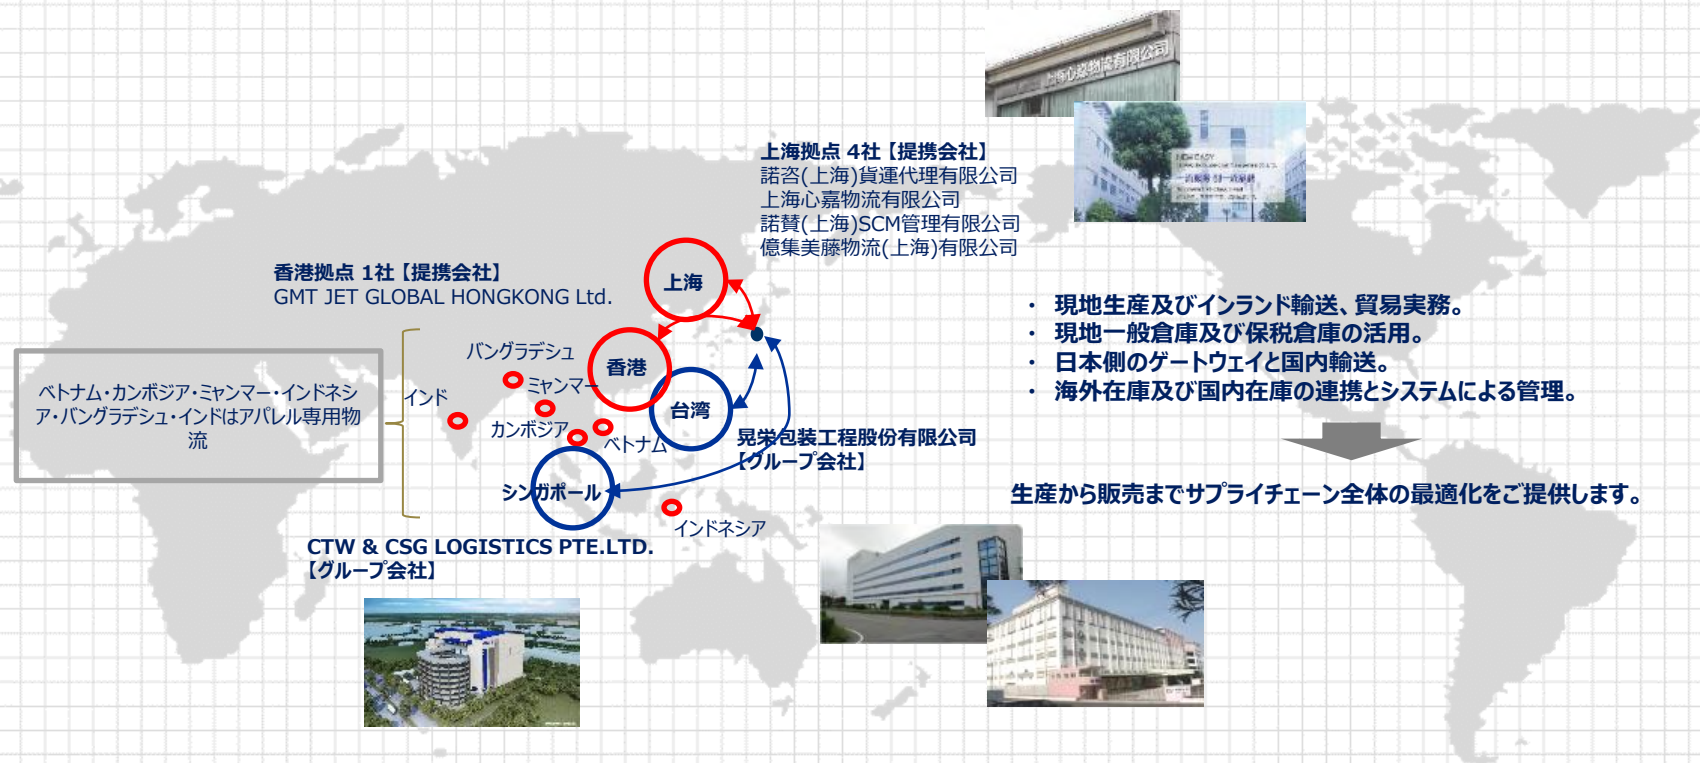 上海心嘉物流有限公司
上海拠点 4社【提携会社】
諾咨(上海)貨運代理有限公司
上海心嘉物流有限公司
諾賛(上海)SCM管理有限公司
億集美藤物流(上海)有限公司
香港拠点 1社【提携会社】
GMT JET GLOBAL HONGKONG Ltd.
上海
香港
台湾
シンガポール
バングラデシュ
ミャンマー
インド
カンボジア
ベトナム
インドネシア
ベトナム・カンボジア・ミャンマー・インドネシ
ア・バングラデシュ・インドはアパレル専用物
流
晃栄包装工程股份有限公司
【グループ会社】
CTW & CSG LOGISTICS PTE.LTD.
【グループ会社】
・ 現地生産及びインランド輸送、貿易実務。
・ 現地一般倉庫及び保税倉庫の活用。
・ 日本側のゲートウェイと国内輸送。
・ 海外在庫及び国内在庫の連携とシステムによる管理。
生産から販売までサプライチェーン全体の最適化をご提供します。